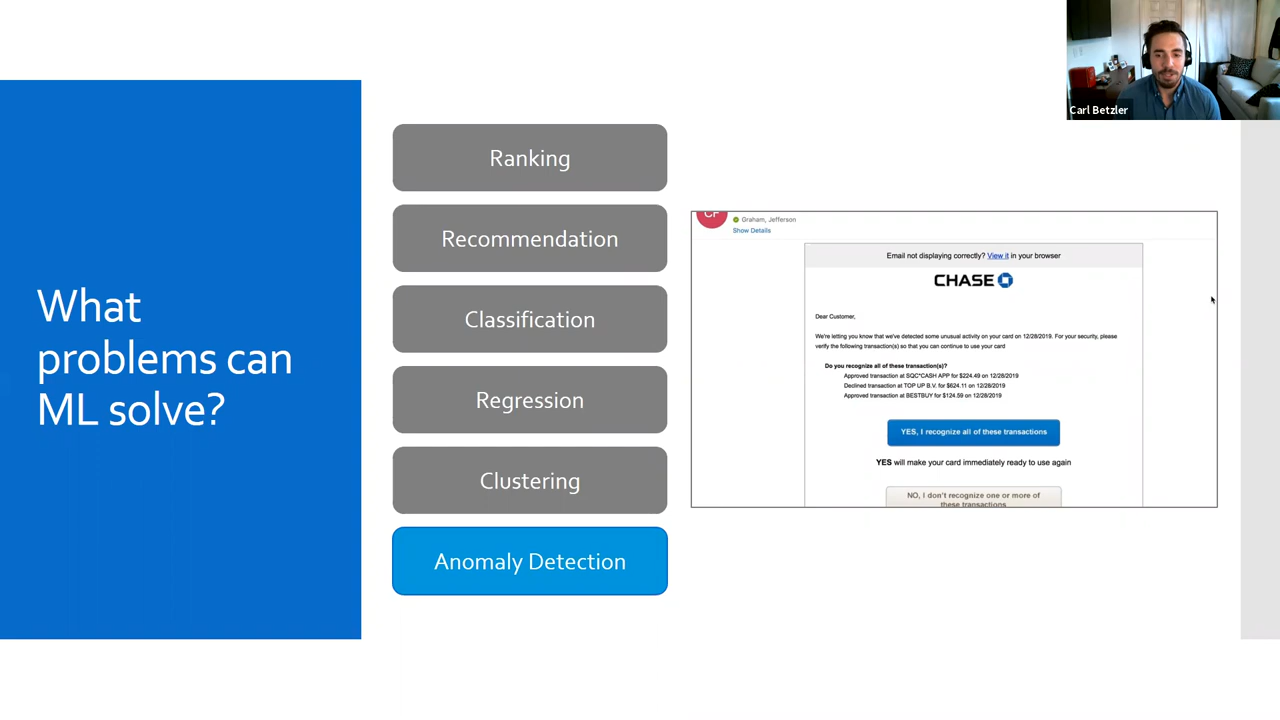 Carl Betzler
What
problems can
ML solve?
Ranking
Recommendation
Classification
Regression
Clustering
Anomaly Detection
CF
Graham, Jefferson
Show Details
Email not displaying correctly? View it in your browser
CHASE
Dear Customer,
We're letting you know that we've detected some unusual activity on your card on 12/28/2019. For your security, please
verify the following transaction(s) so that you can continue to use your card
Do you recognize all of these transaction(s)?
Approved transaction at SQC*CASH APP for $224.49 on 12/28/2019
Declined transaction at TOP UP B.V. for $624.11 on 12/28/2019
Approved transaction at BESTBUY for $124.59 on 12/28/2019
YES, I recognize all of these transactions
YES will make your card immediately ready to use again
NO, I don't recognize one or more of
these transactions